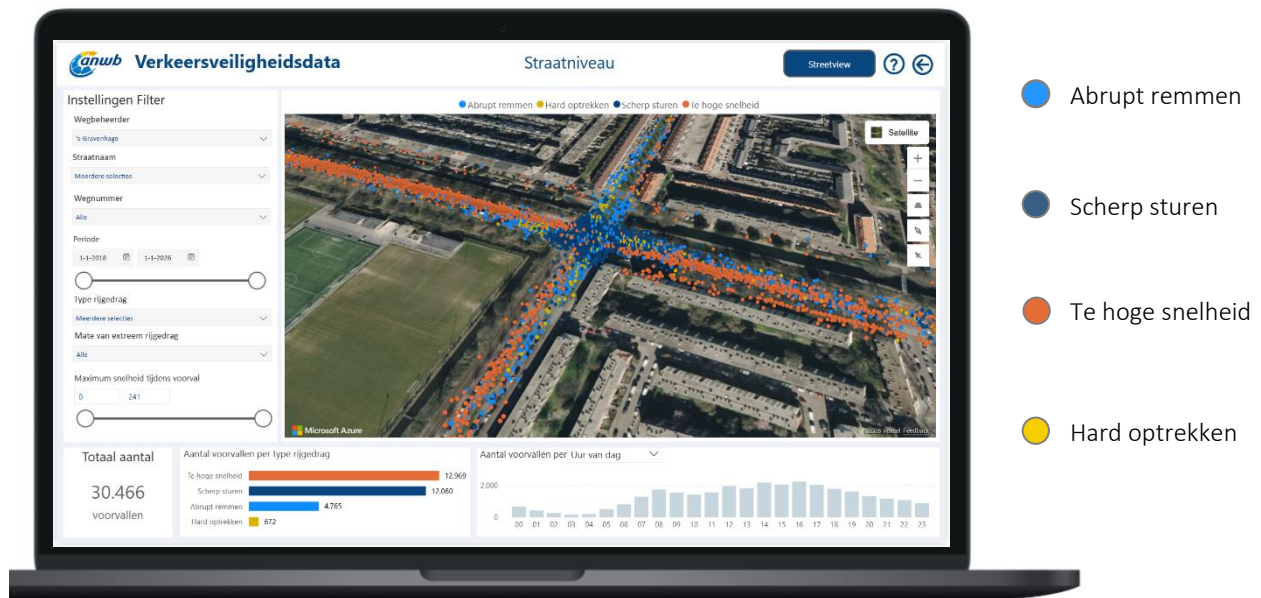 anwb Verkeersveiligheidsdata
Straatniveau
Streetview
?
Instellingen Filter
Wegbeheerder
's-Gravenhage
Straatnaam
Meerdere selecties
Wegnummer
Alle
Periode
1-1-2018 1-1-2026
Type rijgedrag
Meerdere selecties
Mate van extreem rijgedrag
Alle
Maximum snelheid tijdens voorval
0 241
Abrupt remmen Hard optrekken Scherp sturen Te hoge snelheid
Satellite
Microsoft Azure
Feedback
Totaal aantal
30.466
voorvallen
Aantal voorvallen per type rijgedrag
Te hoge snelheid 12.969
Scherp sturen 12.060
Abrupt remmen 4.765
Hard optrekken 672
Aantal voorvallen per Uur van dag
2.000
0
00 01 02 03 04 05 06 07 08 09 10 11 12 13 14 15 16 17 18 19 20 21 22 23
Abrupt remmen
Scherp sturen
Te hoge snelheid
Hard optrekken